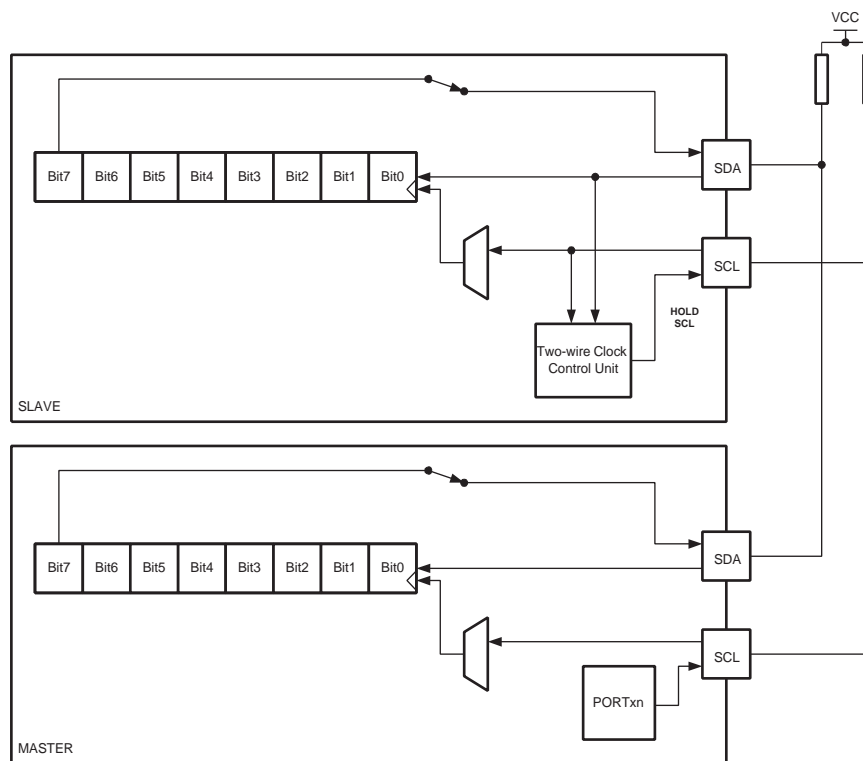 VCC
Bit7 Bit6 Bit5 Bit4 Bit3 Bit2 Bit1 Bit0
SDA
SCL
HOLD
SCL
Two-wire Clock
Control Unit
SLAVE
Bit7 Bit6 Bit5 Bit4 Bit3 Bit2 Bit1 Bit0
SDA
SCL
PORTxn
MASTER